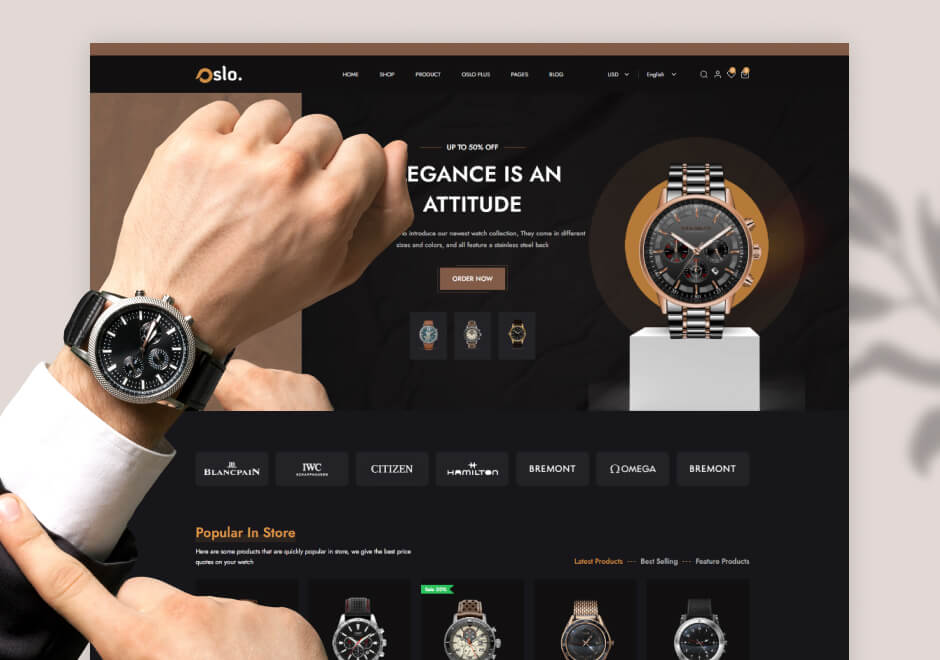 Oslo.
HOME SHOP PRODUCT OSLO PLUS PAGES BLOG
USD English
UP TO 50% OFF
EGANCE IS AN
ATTITUDE
introduce our newest watch collection, They come in different
sizes and colors, and all feature a stainless steel back
ORDER NOW
BLANCPAIN
IWC
SCHAFFHAUSEN
CITIZEN
HAMILTON
BREMONT
OMEGA
BREMONT
Popular In Store
Here are some products that are quickly popular in store, we give the best price
quotes on your watch
Latest Products --- Best Selling --- Feature Products
Sale 20%